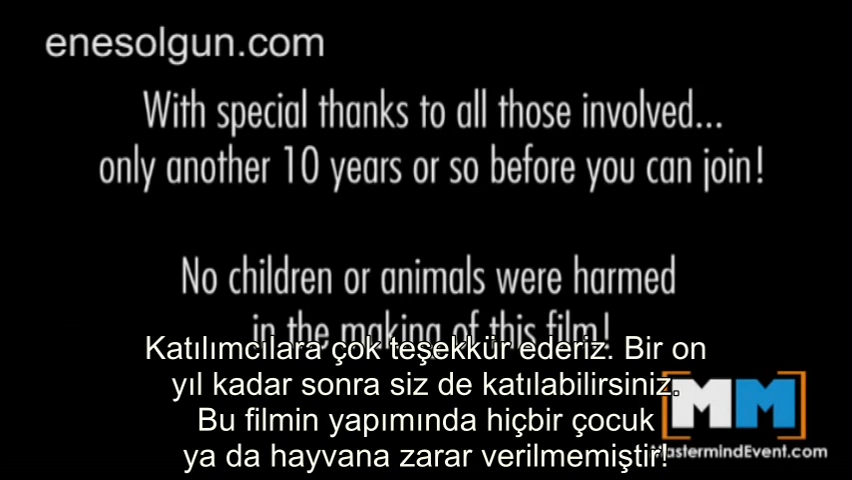 enesolgun.com
With special thanks to all those involved...
only another 10 years or so before you can join!
No children or animals were harmed
in the making of this film!
Katılımcılara çok teşekkür ederiz. Bir on
yıl kadar sonra siz de katılabilirsiniz.
Bu filmin yapımında hiçbir çocuk
ya da hayvana zarar verilmemiştir!
MM
MastermindEvent.com